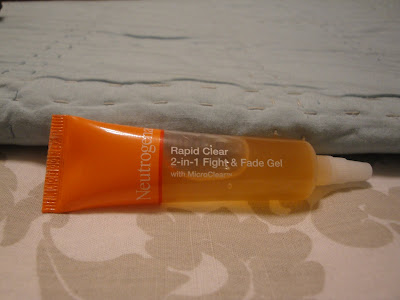 Neutrogena
Rapid Clear
2-in-1 Fight & Fade Gel
with MicroClear